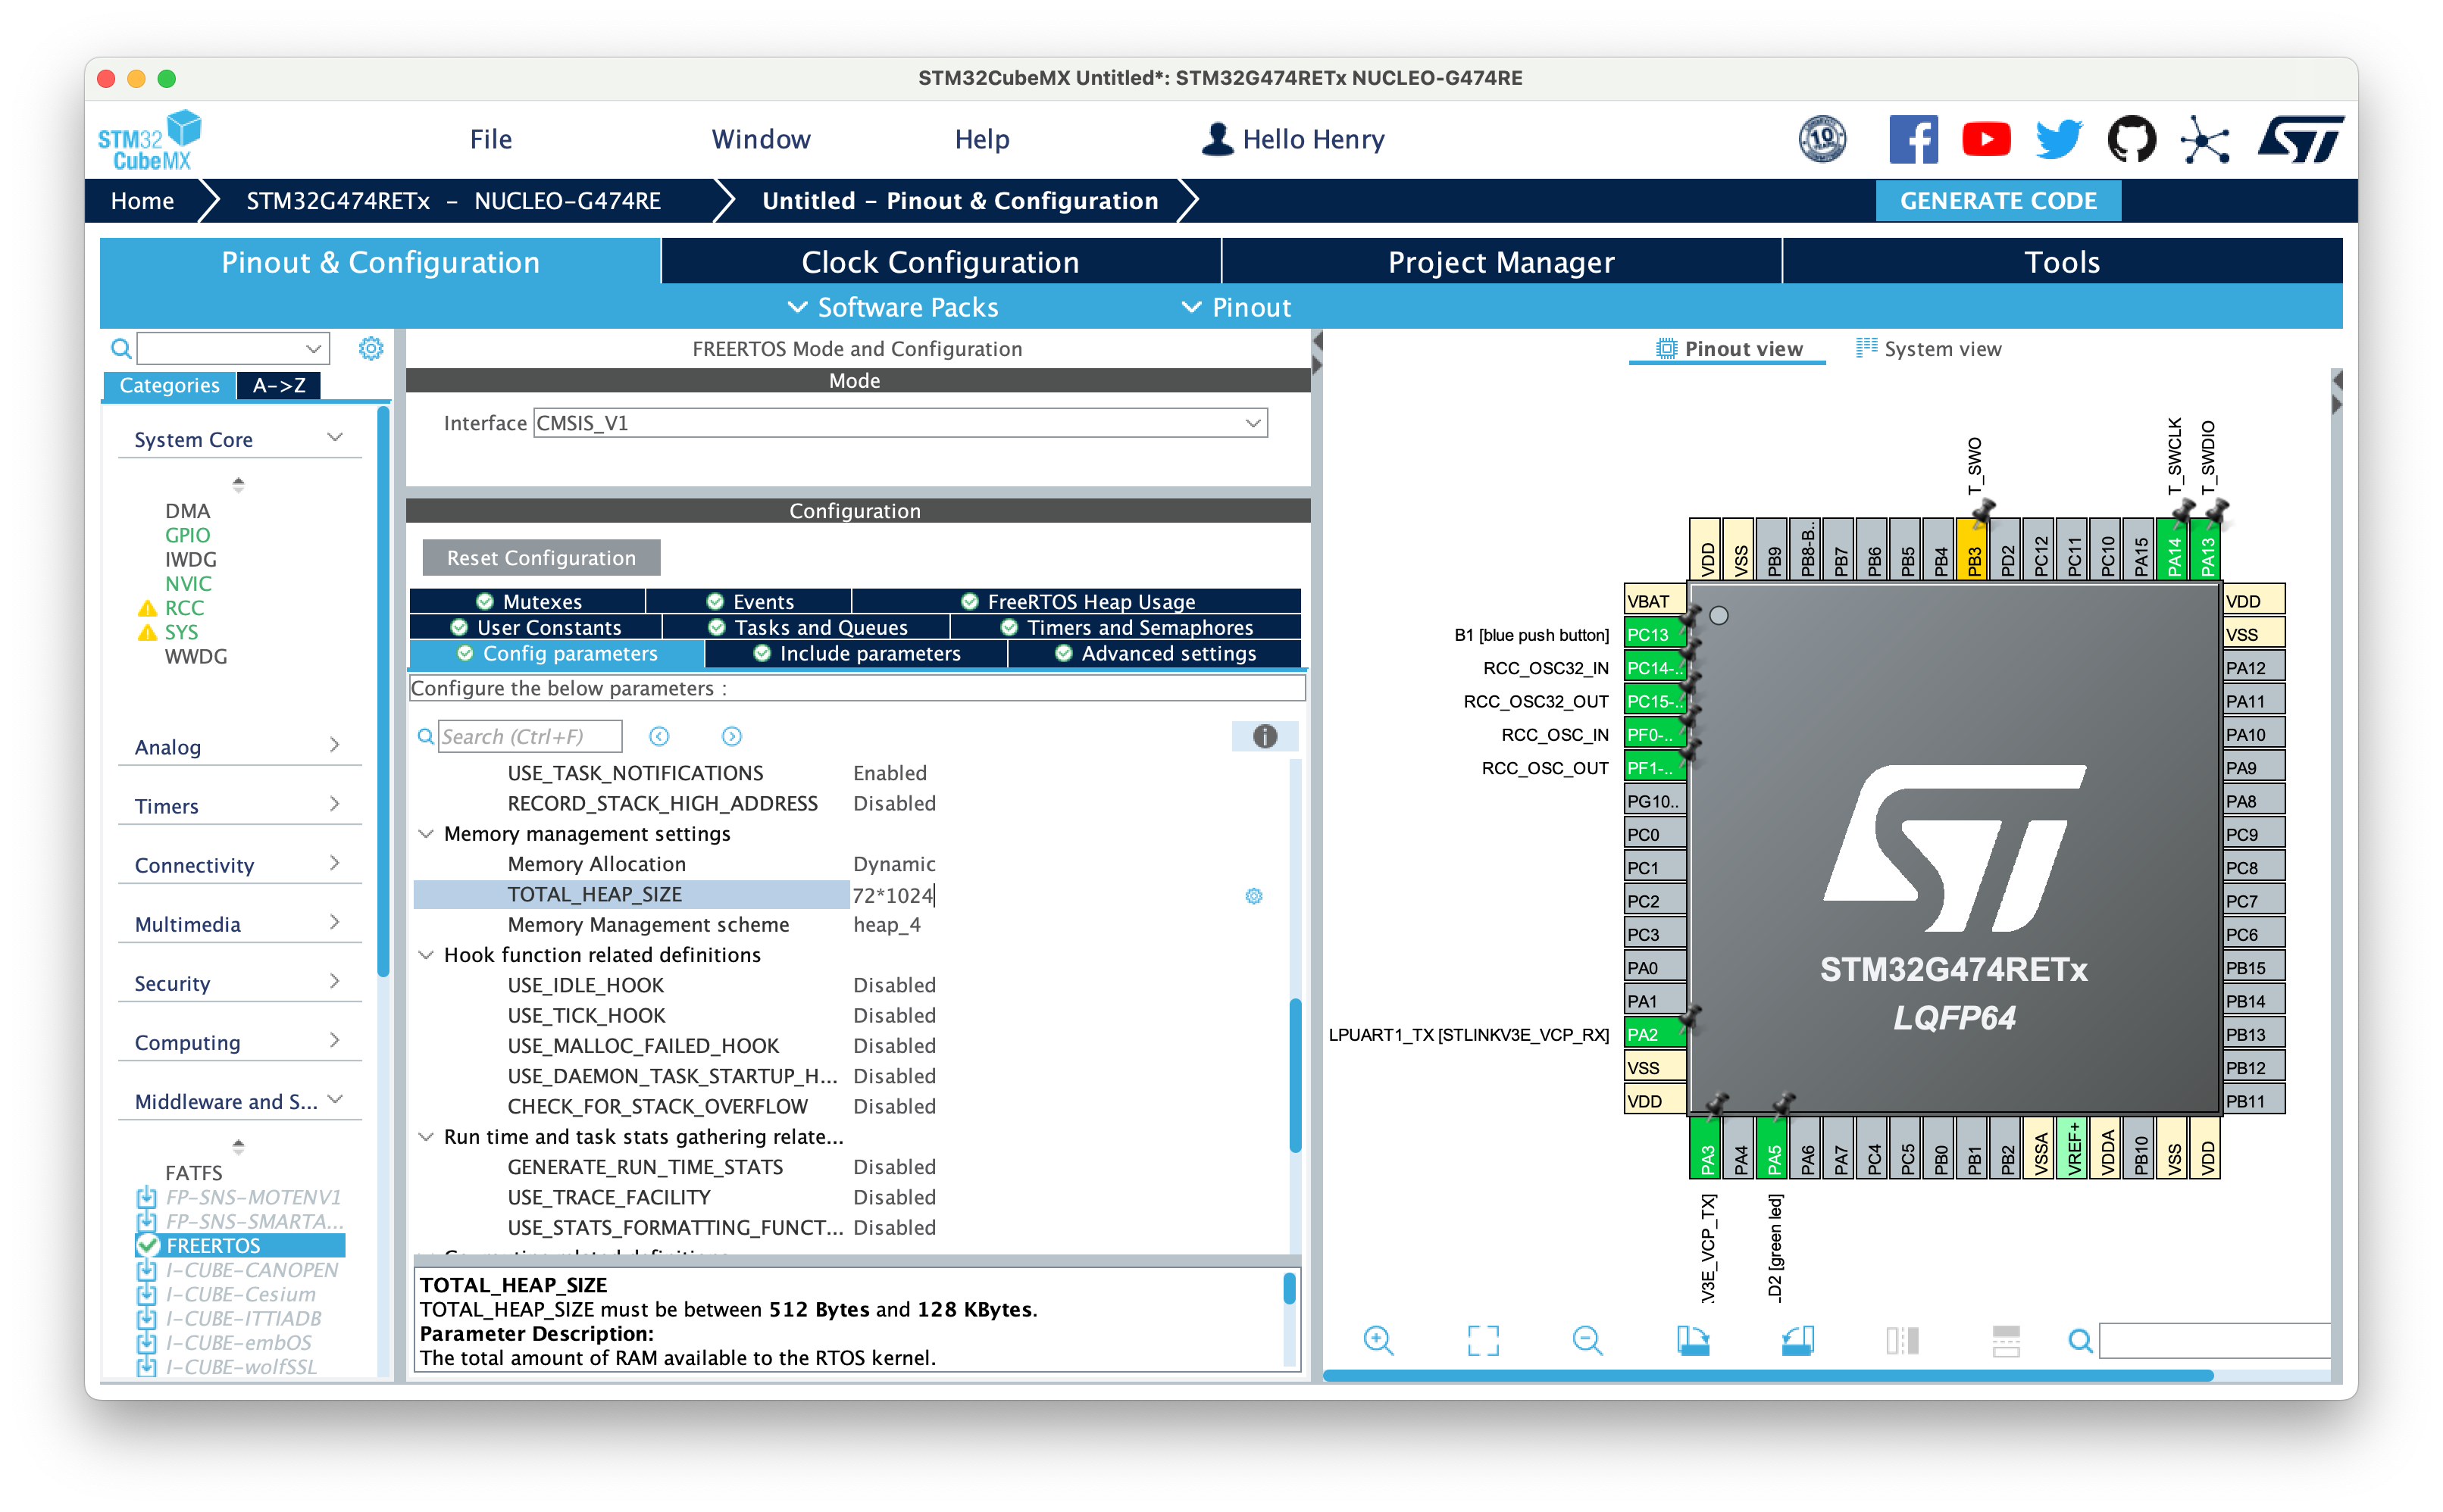 STM32CubeMX Untitled*: STM32G474RETx NUCLEO-G474RE
STM32
CubeMX
File
Window
Help
Hello Henry
10
ST
Home
STM32G474RETx - NUCLEO-G474RE
Untitled - Pinout & Configuration
GENERATE CODE
Pinout & Configuration
Clock Configuration
Project Manager
Tools
Software Packs
Pinout
Categories
A->Z
System Core
DMA
GPIO
IWDG
NVIC
RCC
SYS
WWDG
Analog
Timers
Connectivity
Multimedia
Security
Computing
Middleware and S...
FATFS
FP-SNS-MOTENV1
FP-SNS-SMARTA...
FREERTOS
I-CUBE-CANOPEN
I-CUBE-Cesium
I-CUBE-ITTIADB
I-CUBE-embOS
I-CUBE-wolfSSL
FREERTOS Mode and Configuration
Mode
Interface CMSIS_V1
Configuration
Reset Configuration
Mutexes
Events
FreeRTOS Heap Usage
User Constants
Tasks and Queues
Timers and Semaphores
Config parameters
Include parameters
Advanced settings
Configure the below parameters :
Search (Ctrl+F)
USE_TASK_NOTIFICATIONS Enabled
RECORD_STACK_HIGH_ADDRESS Disabled
Memory management settings
Memory Allocation Dynamic
TOTAL_HEAP_SIZE 72*1024
Memory Management scheme heap_4
Hook function related definitions
USE_IDLE_HOOK Disabled
USE_TICK_HOOK Disabled
USE_MALLOC_FAILED_HOOK Disabled
USE_DAEMON_TASK_STARTUP_H... Disabled
CHECK_FOR_STACK_OVERFLOW Disabled
Run time and task stats gathering relate...
GENERATE_RUN_TIME_STATS Disabled
USE_TRACE_FACILITY Disabled
USE_STATS_FORMATTING_FUNCT... Disabled
TOTAL_HEAP_SIZE
TOTAL_HEAP_SIZE must be between 512 Bytes and 128 KBytes.
Parameter Description:
The total amount of RAM available to the RTOS kernel.
Pinout view
System view
T_SWO
T_SWCLK
T_SWDIO
VDD
VSS
PB9
PB8-B..
PB7
PB6
PB5
PB4
PB3
PD2
PC12
PC11
PC10
PA15
PA14
PA13
VBAT
B1 [blue push button] PC13
RCC_OSC32_IN PC14-..
RCC_OSC32_OUT PC15-..
RCC_OSC_IN PF0-..
RCC_OSC_OUT PF1-..
PG10..
PC0
PC1
PC2
PC3
PA0
PA1
LPUART1_TX [STLINKV3E_VCP_RX] PA2
VSS
VDD
ST
STM32G474RETx
LQFP64
VDD
VSS
PA12
PA11
PA10
PA9
PA8
PC9
PC8
PC7
PC6
PB15
PB14
PB13
PB12
PB11
PA3
PA4
PA5
PA6
PA7
PC4
PC5
PB0
PB1
PB2
VSSA
VREF+
VDDA
PB10
VSS
VDD
V3E_VCP_TX]
D2 [green led]